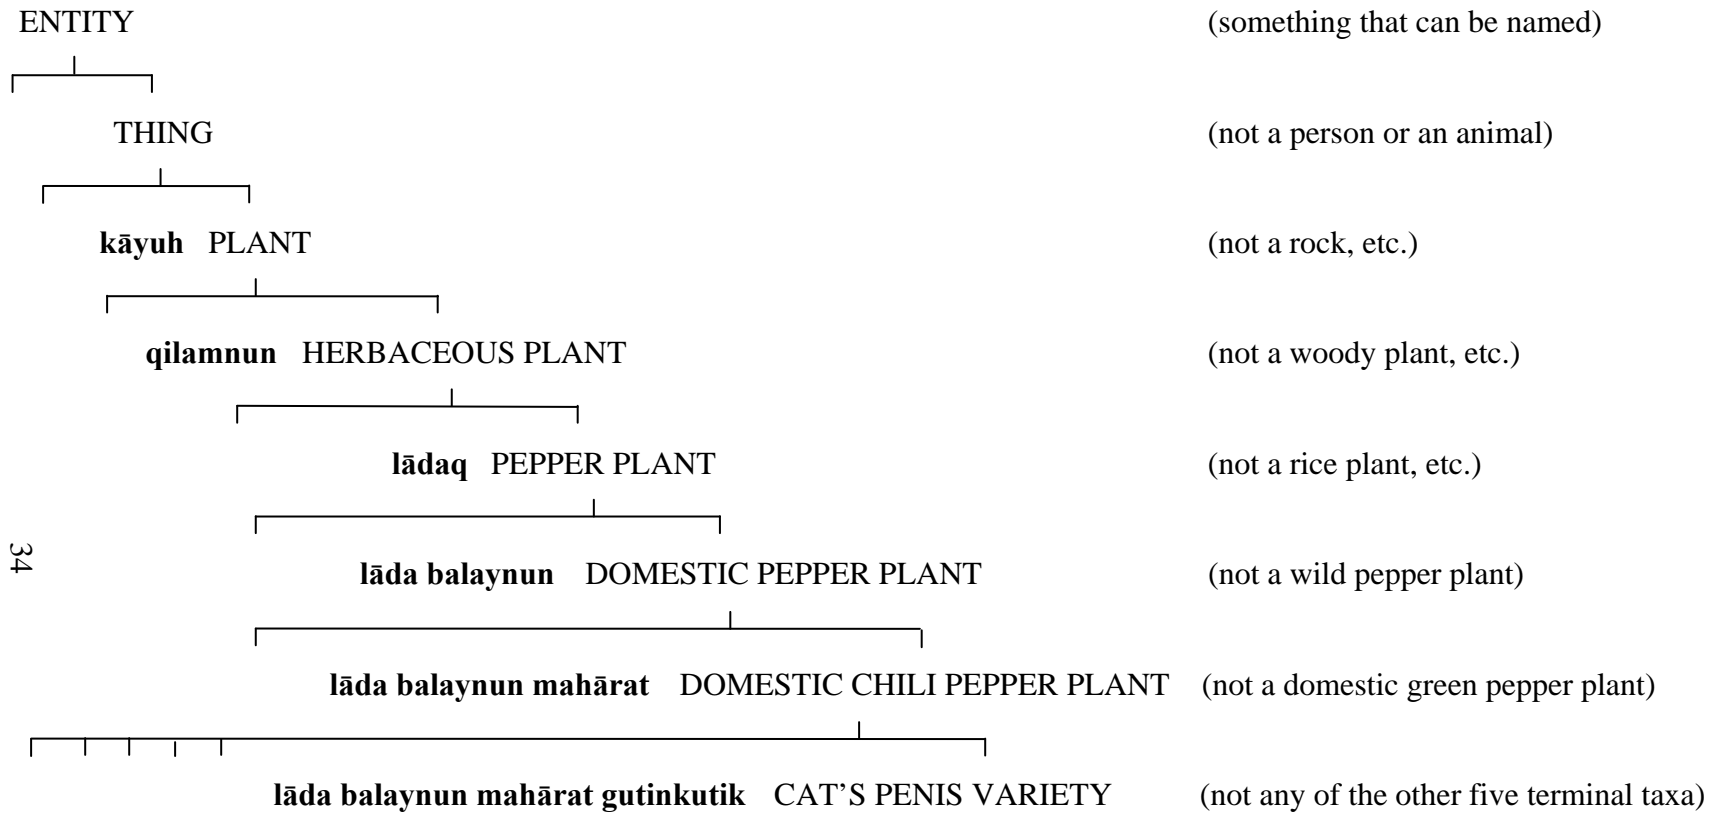 ENTITY (something that can be named)
THING (not a person or an animal)
kāyuh PLANT (not a rock, etc.)
qilamnun HERBACEOUS PLANT (not a woody plant, etc.)
lādaq PEPPER PLANT (not a rice plant, etc.)
34
lāda balaynun DOMESTIC PEPPER PLANT (not a wild pepper plant)
lāda balaynun mahārat DOMESTIC CHILI PEPPER PLANT (not a domestic green pepper plant)
lāda balaynun mahārat gutinkutik CAT’S PENIS VARIETY (not any of the other five terminal taxa)